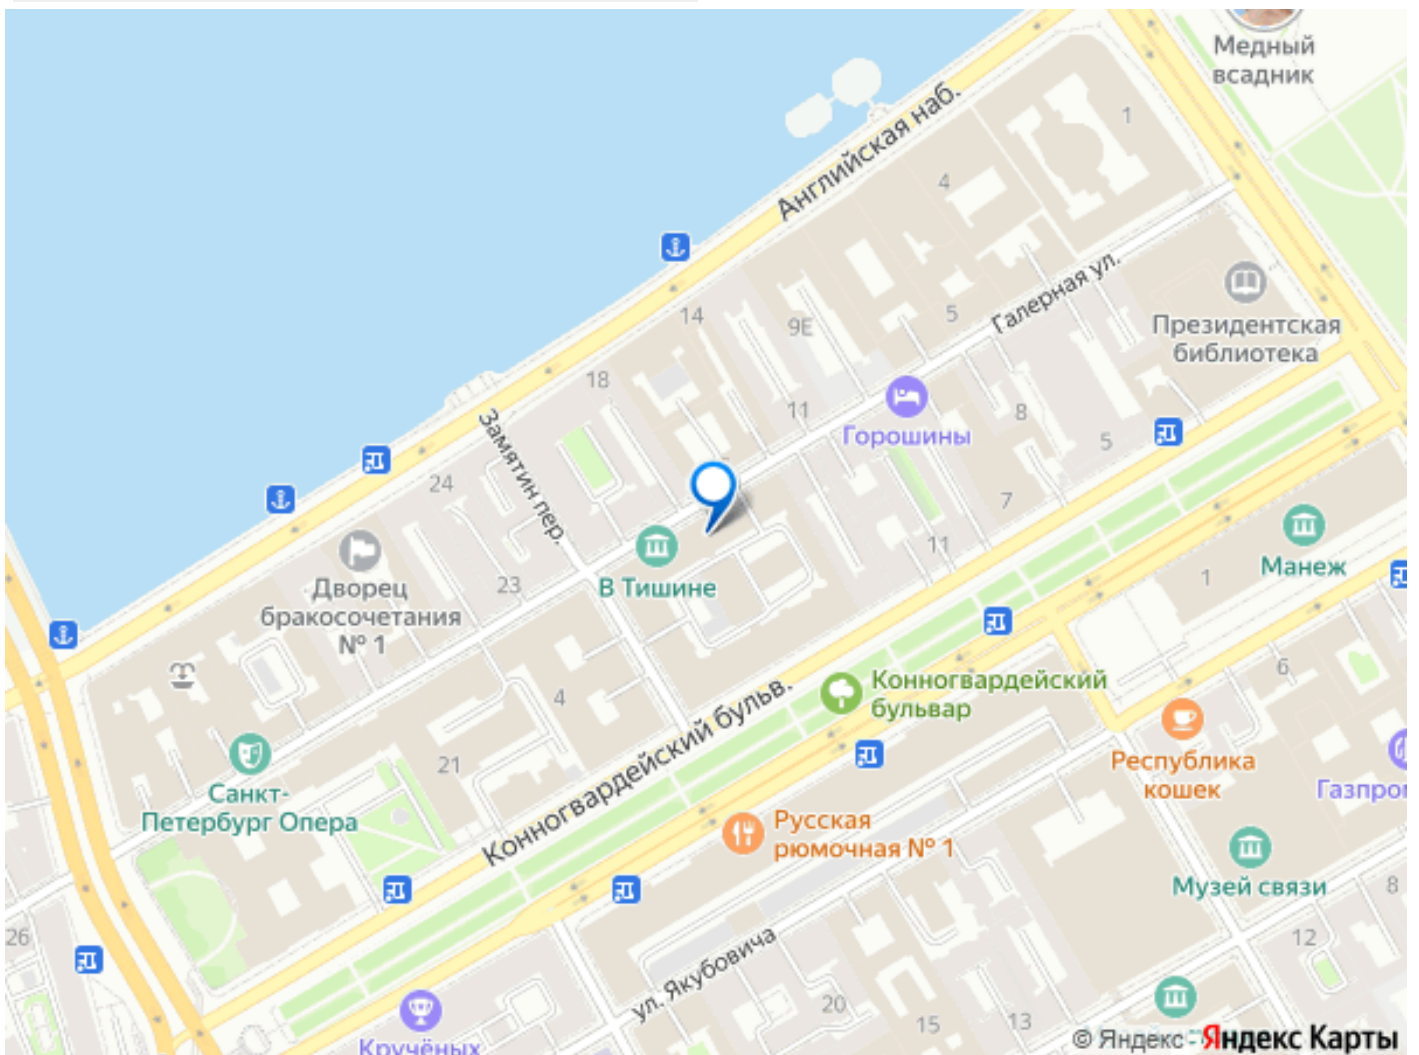 Медный
всадник
1
Английская наб.
4
Галерная ул.
5
14
9Е
Президентская
библиотека
18
11
Горошины
8
5
Замятин пер.
24
7
В Тишине
11
Манеж
1
23
Дворец
бракосочетания
№ 1
4
6
Конногвардейский
бульвар
Конногвардейский бульв.
21
Республика
кошек
Санкт-
Петербург Опера
Русская
рюмочная № 1
Музей связи
8
26
12
ул. Якубовича
20
15
13
Кручёных
© Яндекс
Яндекс Карты